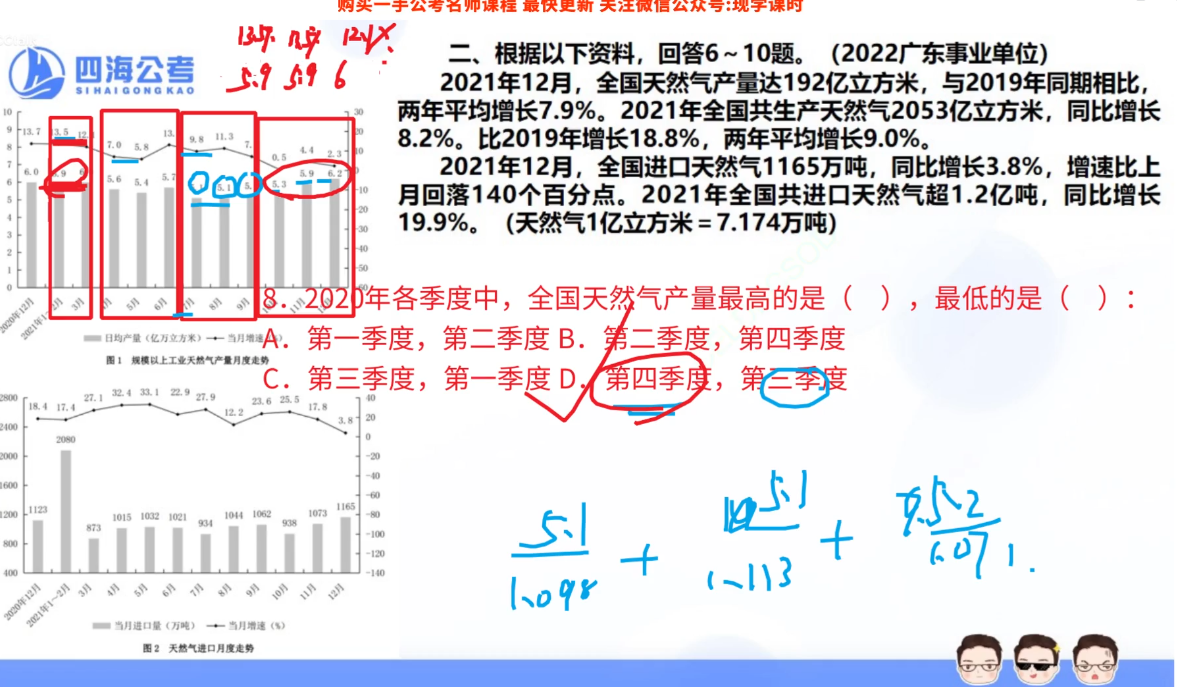 购买一手公考名师课程 最快更新 关注微信公众号:现学课时
四海公考
SIHAIGONGKAO
13.7 13.5 12.1
5.9 5.9 6
二、根据以下资料，回答6～10题。（2022广东事业单位）
2021年12月，全国天然气产量达192亿立方米，与2019年同期相比，
两年平均增长7.9%。2021年全国共生产天然气2053亿立方米，同比增长
8.2%。比2019年增长18.8%，两年平均增长9.0%。
2021年12月，全国进口天然气1165万吨，同比增长3.8%，增速比上
月回落140个百分点。2021年全国共进口天然气超1.2亿吨，同比增长
19.9%。（天然气1亿立方米＝7.174万吨）
10 9 8 7 6 5 4 3 2 1 0
30 20 10 0 -10 -20 -30 -40 -50
13.7 13.5 7.0 5.8 13. 9.8 11.3 7. 0.5 4.4 2.3
6.0 5.6 5.4 5.7 5.1 5.3 5.9 6.2
2020年12月 2021年1~2月 3月 4月 5月 6月 7月 8月 9月 11月 12月
日均产量（亿万立方米） 当月增速(%)
图 1 规模以上工业天然气产量月度走势
8．2020年各季度中，全国天然气产量最高的是（ ），最低的是（ ）：
A．第一季度，第二季度 B．第二季度，第四季度
C．第三季度，第一季度 D．第四季度，第三季度
2800 2400 2000 1600 1200 800 400
40 20 0 -20 -40 -60 -80 -100 -120 -140
18.4 17.4 27.1 32.4 33.1 22.9 27.9 12.2 23.6 25.5 17.8 3.8
1123 2080 873 1015 1032 1021 934 1044 1062 938 1073 1165
2020年12月 2021年1~2月 3月 4月 5月 6月 7月 8月 9月 10月 11月 12月
当月进口量（万吨） 当月增速（%）
图 2 天然气进口月度走势
5.1 + 5.1 + 5.2
1.098 1.113 1.071